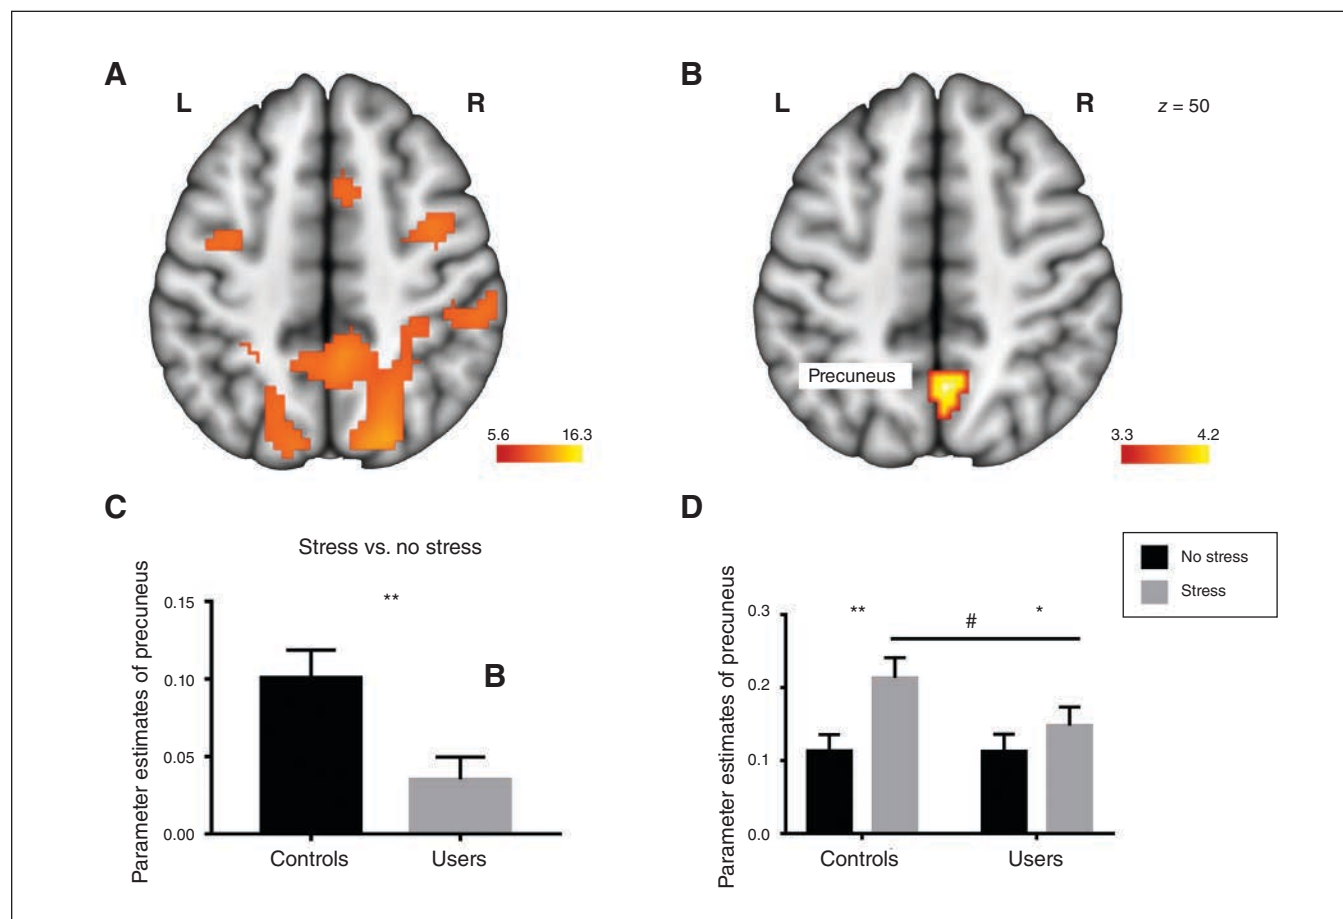 A
L
R
5.6
16.3
B
L
R
z = 50
Precuneus
3.3
4.2
C
Stress vs. no stress
Parameter estimates of precuneus
0.15
0.10
0.05
0.00
**
B
Controls
Users
D
No stress
Stress
Parameter estimates of precuneus
0.3
0.2
0.1
0.0
**
#
*
Controls
Users